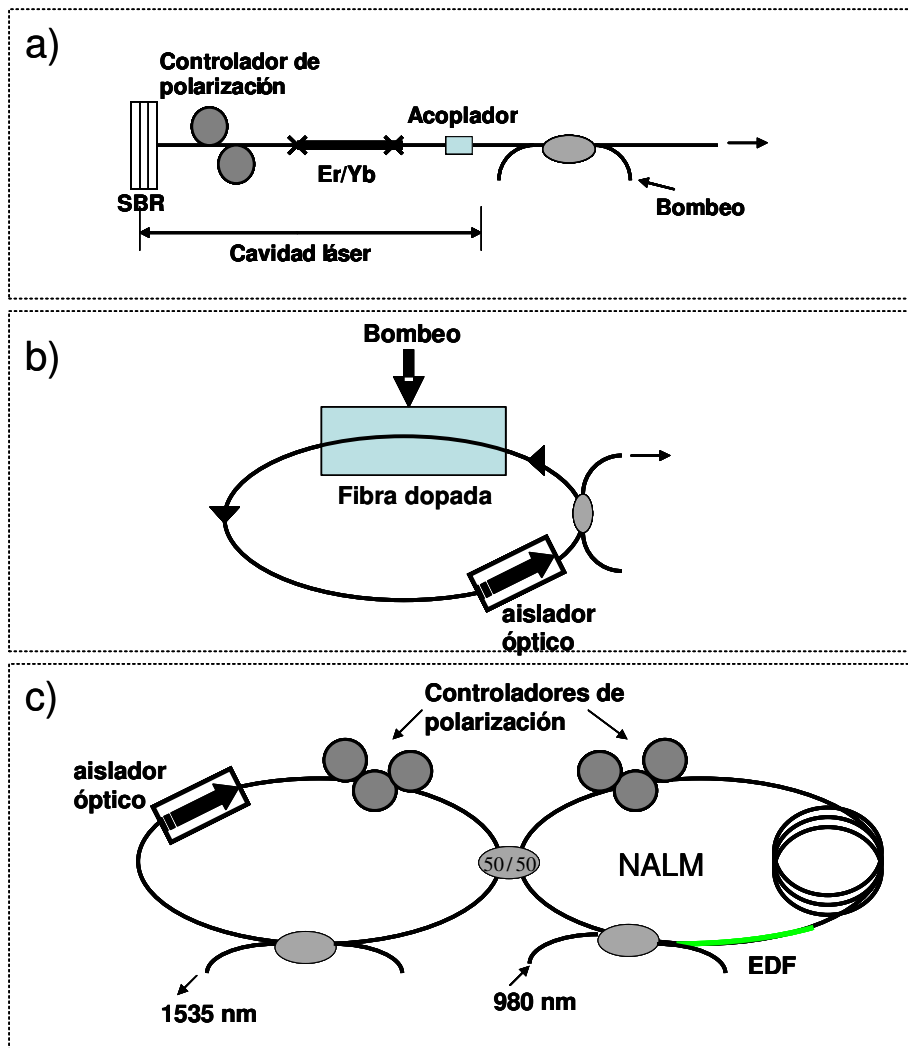 a)
Controlador de
polarización
Acoplador
Er/Yb
SBR
Bombeo
Cavidad láser
b)
Bombeo
Fibra dopada
aislador
óptico
c)
Controladores de
polarización
aislador
óptico
50/50
NALM
EDF
980 nm
1535 nm